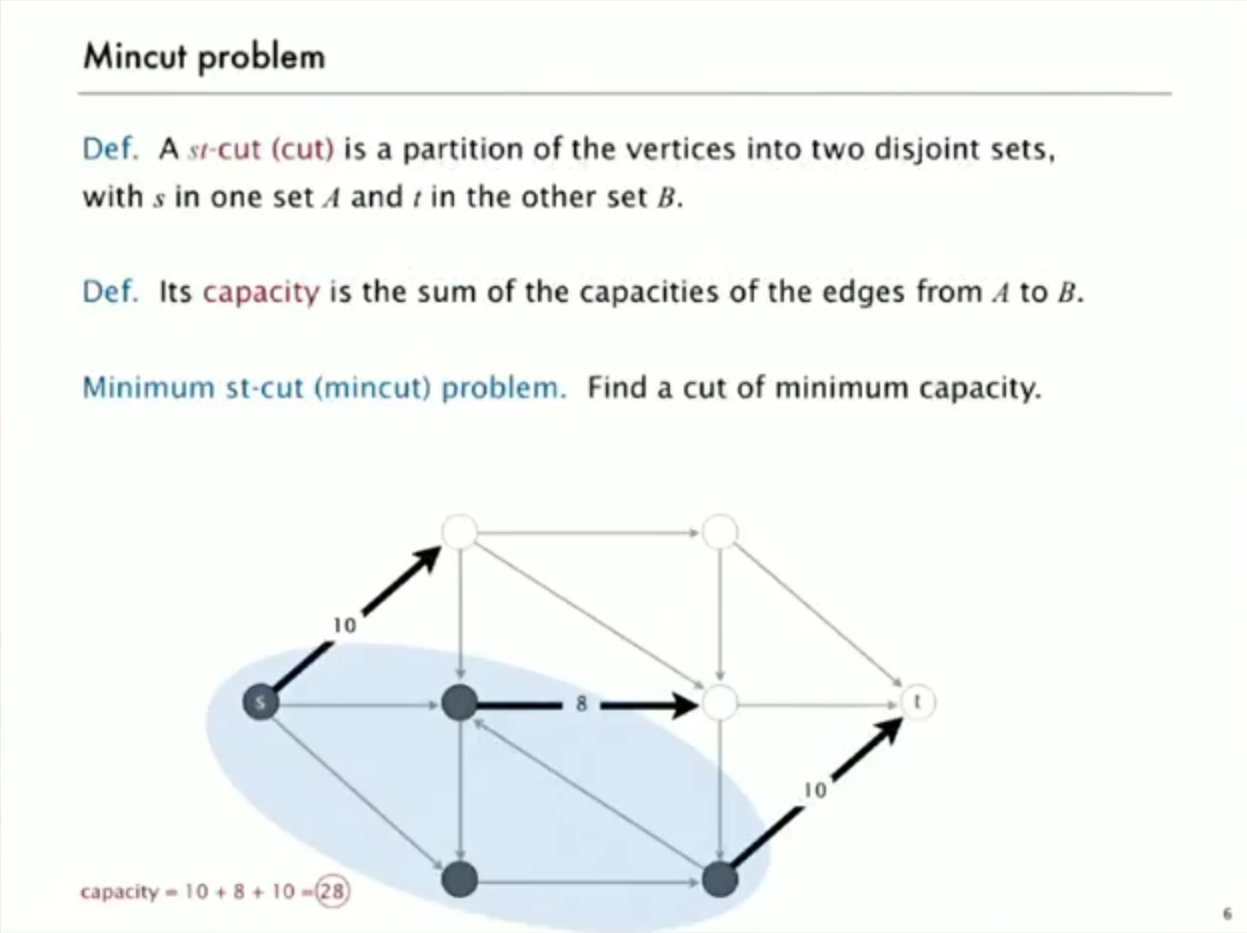 Mincut problem
Def. A st-cut (cut) is a partition of the vertices into two disjoint sets,
with s in one set A and t in the other set B.
Def. Its capacity is the sum of the capacities of the edges from A to B.
Minimum st-cut (mincut) problem. Find a cut of minimum capacity.
10
s
8
t
10
capacity = 10 + 8 + 10 = 28
6